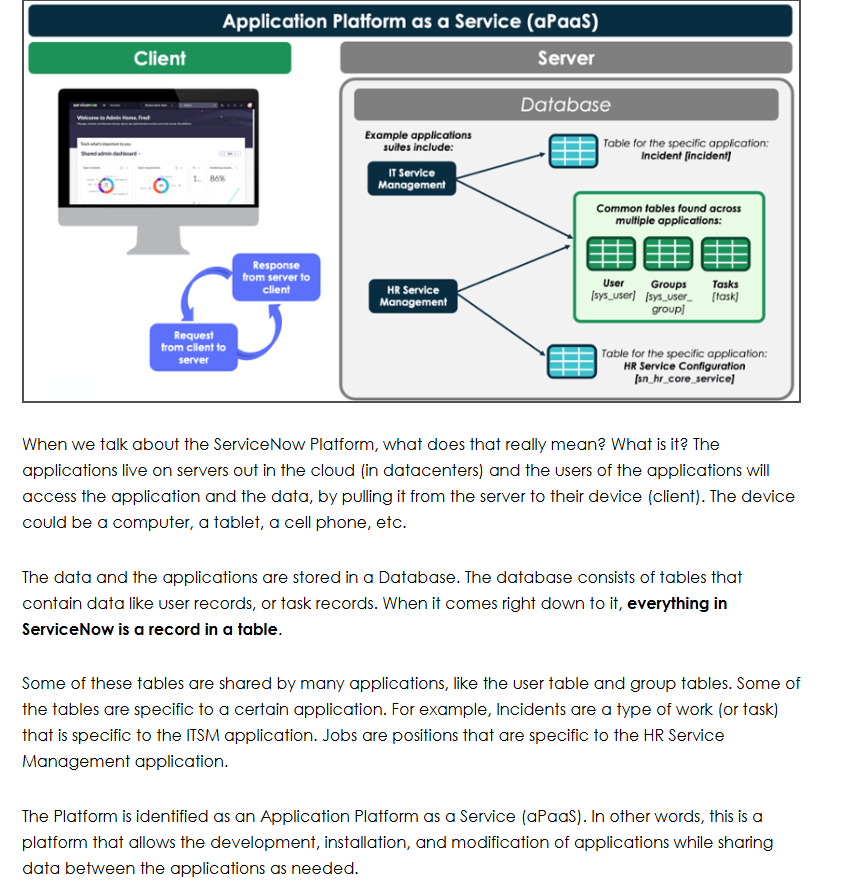 Application Platform as a Service (aPaaS)
Client
Server
servicenow
Welcome to Admin Home, Fred!
Track what's important to you
Shared admin dashboard
86%
Response
from server to
client
Request
from client to
server
Database
Example applications
suites include:
IT Service
Management
HR Service
Management
Table for the specific application:
Incident [incident]
Common tables found across
multiple applications:
User
[sys_user]
Groups
[sys_user_
group]
Tasks
[task]
Table for the specific application:
HR Service Configuration
[sn_hr_core_service]
When we talk about the ServiceNow Platform, what does that really mean? What is it? The
applications live on servers out in the cloud (in datacenters) and the users of the applications will
access the application and the data, by pulling it from the server to their device (client). The device
could be a computer, a tablet, a cell phone, etc.
The data and the applications are stored in a Database. The database consists of tables that
contain data like user records, or task records. When it comes right down to it, everything in
ServiceNow is a record in a table.
Some of these tables are shared by many applications, like the user table and group tables. Some of
the tables are specific to a certain application. For example, Incidents are a type of work (or task)
that is specific to the ITSM application. Jobs are positions that are specific to the HR Service
Management application.
The Platform is identified as an Application Platform as a Service (aPaaS). In other words, this is a
platform that allows the development, installation, and modification of applications while sharing
data between the applications as needed.